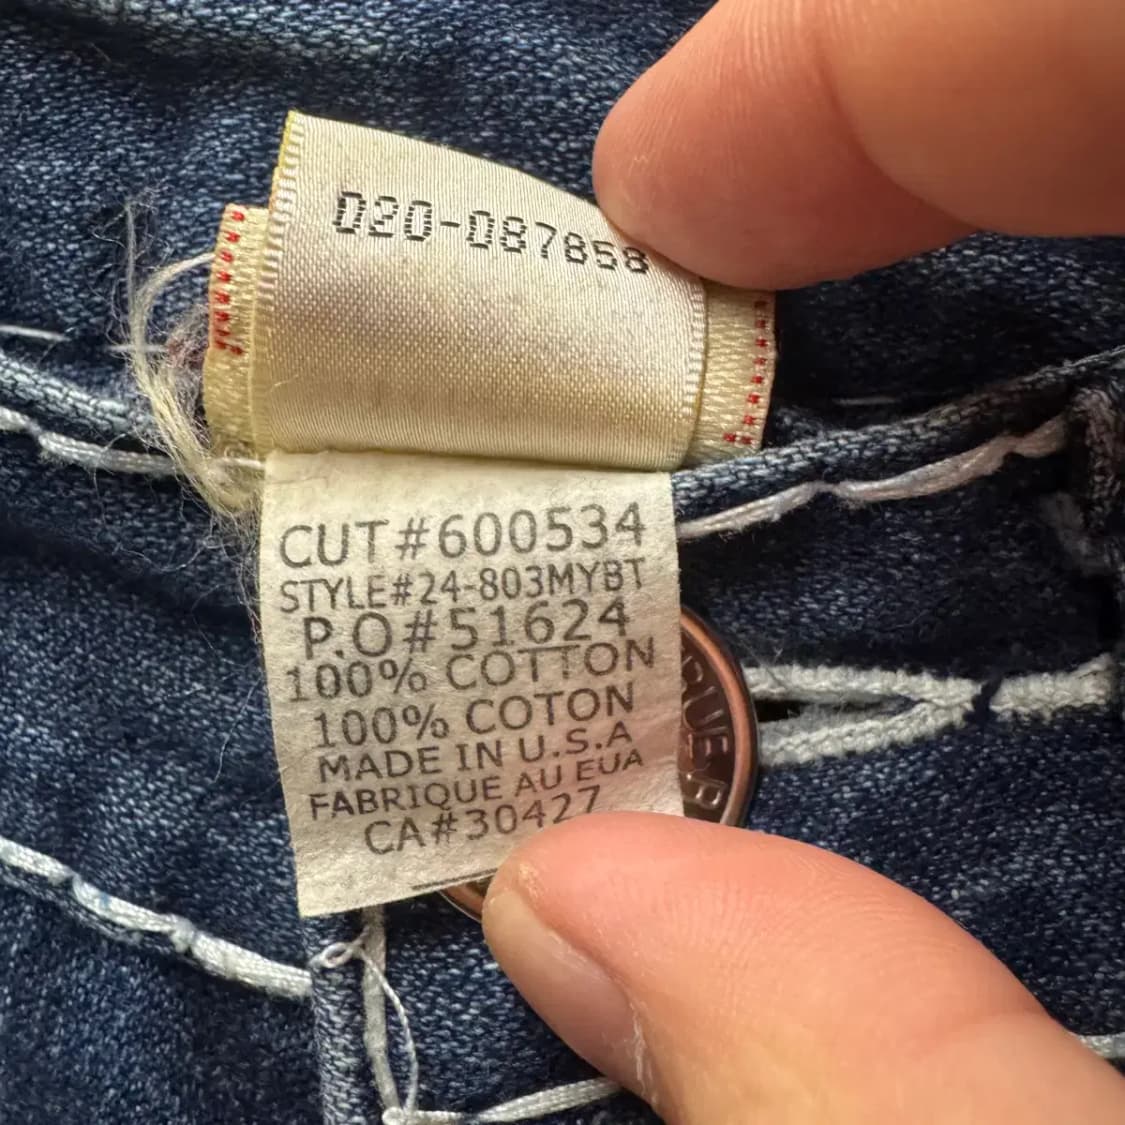 020-087858
CUT#600534
STYLE#24-803MYBT
P.O#51624
100% COTTON
100% COTON
MADE IN U.S.A
FABRIQUE AU EUA
CA#30427